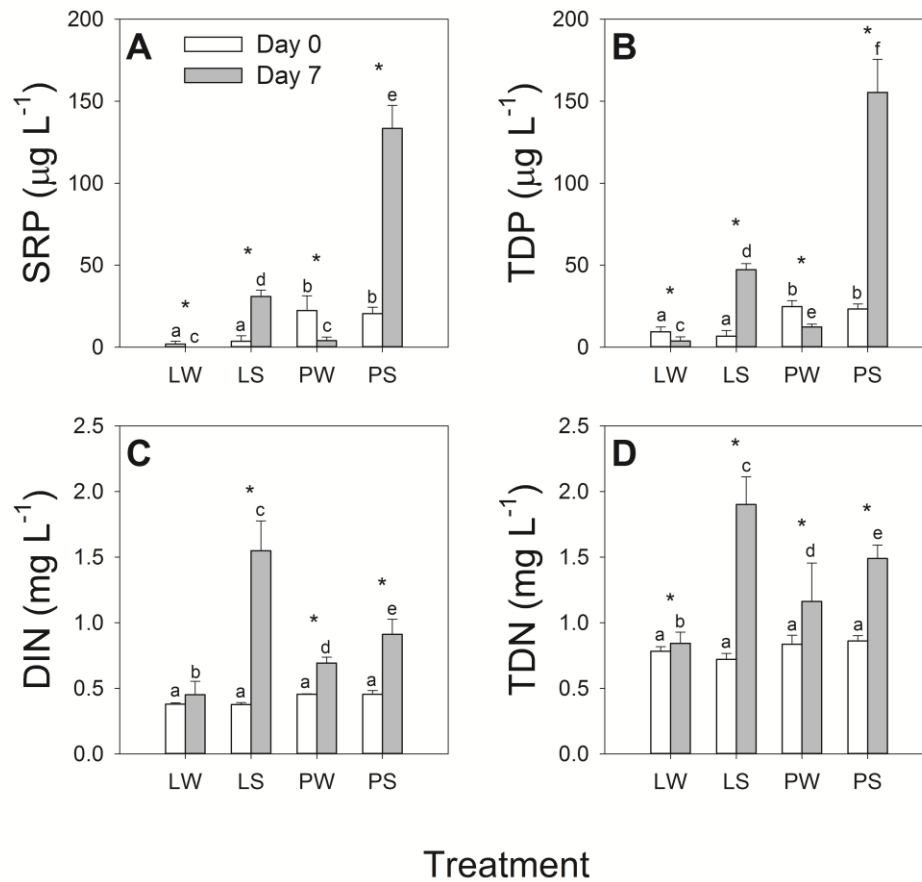 A
Day 0
Day 7
SRP (µg L⁻¹)
200
150
100
50
0
*
a
c
*
a
d
*
b
c
*
b
e
LW LS PW PS
B
TDP (µg L⁻¹)
200
150
100
50
0
*
a
c
*
a
d
*
b
e
*
b
f
LW LS PW PS
C
DIN (mg L⁻¹)
2.5
2.0
1.5
1.0
0.5
0.0
a
b
*
a
c
*
a
d
*
a
e
LW LS PW PS
D
TDN (mg L⁻¹)
2.5
2.0
1.5
1.0
0.5
0.0
*
a
b
*
a
c
*
a
d
*
a
e
LW LS PW PS
Treatment